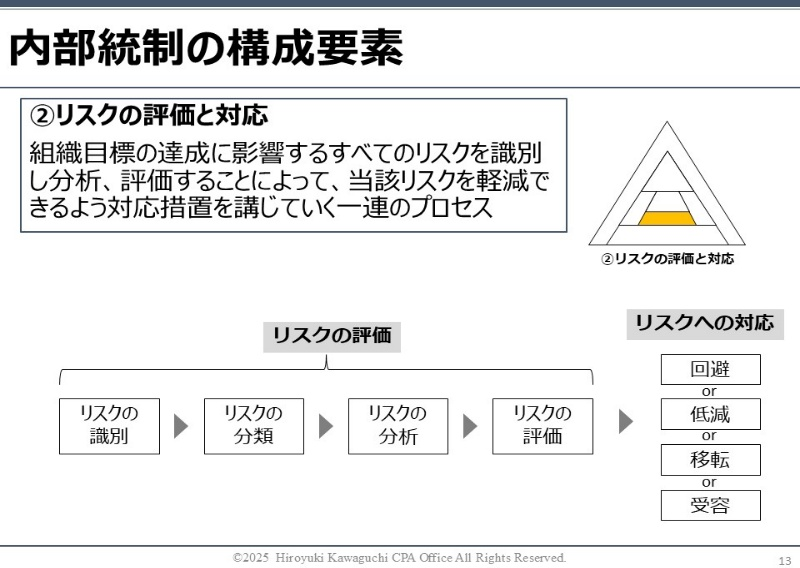 内部統制の構成要素
②リスクの評価と対応
組織目標の達成に影響するすべてのリスクを識別
し分析、評価することによって、当該リスクを軽減で
きるよう対応措置を講じていく一連のプロセス
②リスクの評価と対応
リスクの評価
リスクの
識別
リスクの
分類
リスクの
分析
リスクの
評価
リスクへの対応
回避
or
低減
or
移転
or
受容
©2025 Hiroyuki Kawaguchi CPA Office All Rights Reserved.
13